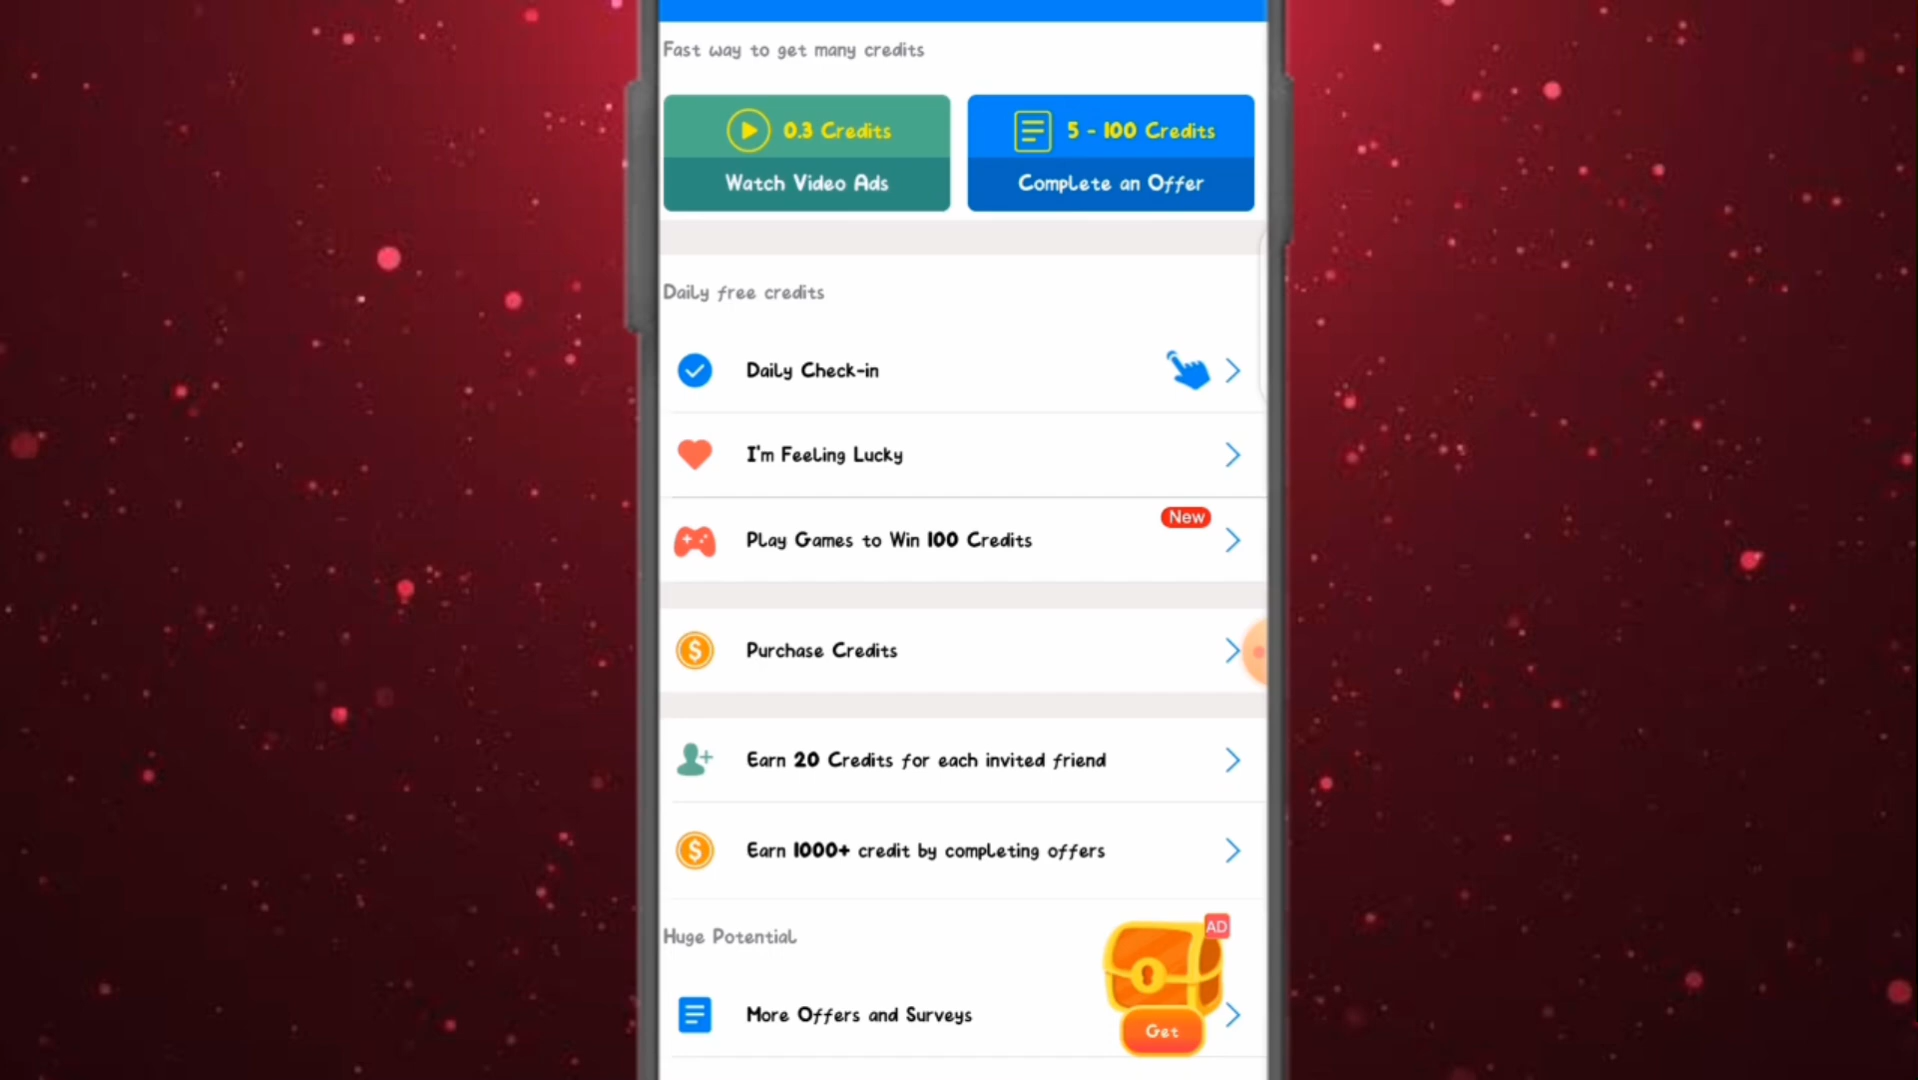 Fast way to get many credits
0.3 Credits
Watch Video Ads
5 - 100 Credits
Complete an Offer
Daily free credits
Daily Check-in
I'm Feeling Lucky
New
Play Games to Win 100 Credits
Purchase Credits
Earn 20 Credits for each invited friend
Earn 1000+ credit by completing offers
Huge Potential
AD
More Offers and Surveys
Get